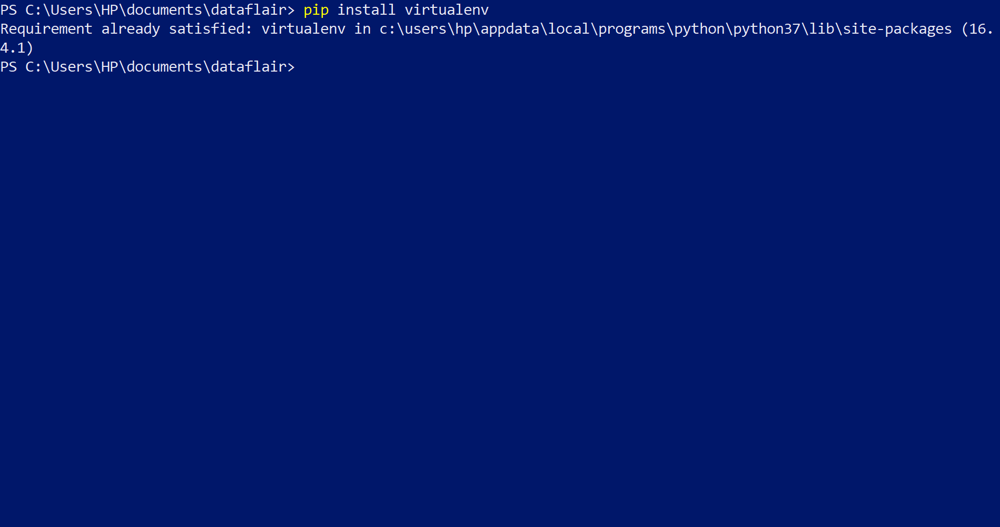 PS C:\Users\HP\documents\dataflair> pip install virtualenv
Requirement already satisfied: virtualenv in c:\users\hp\appdata\local\programs\python\python37\lib\site-packages (16.
4.1)
PS C:\Users\HP\documents\dataflair>